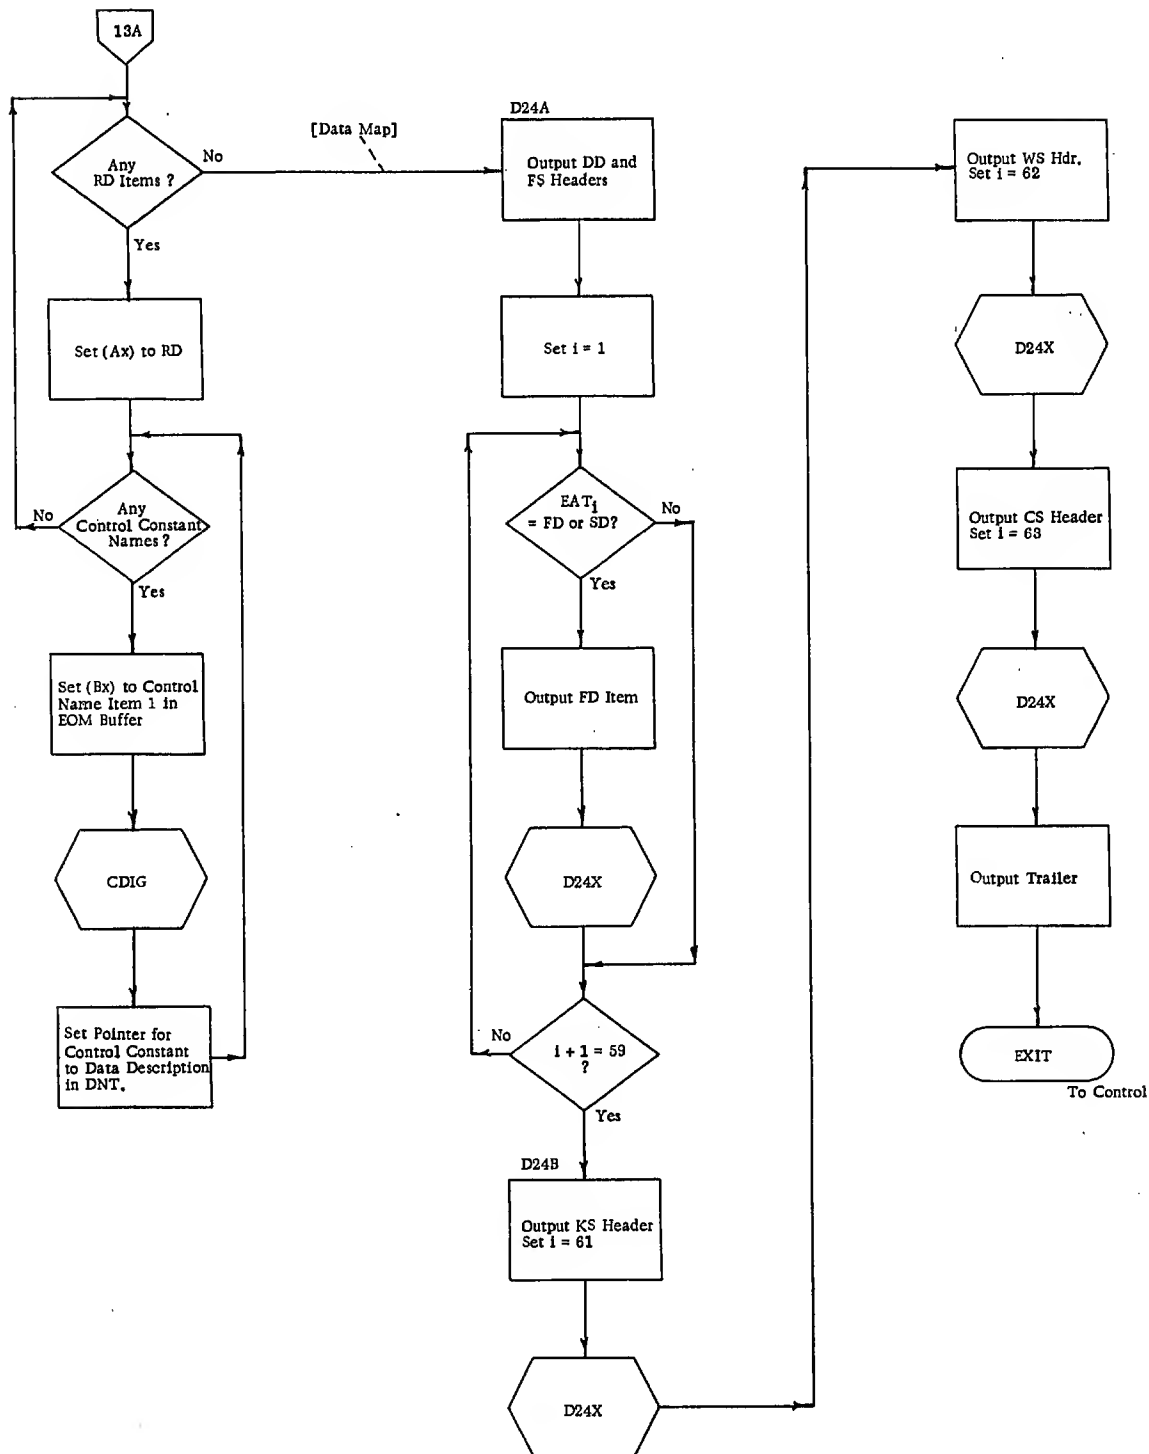 13A
Any
RD Items ?
No
Yes
Set (Ax) to RD
Any
Control Constant
Names ?
No
Yes
Set (Bx) to Control
Name Item 1 in
EOM Buffer
CDIG
Set Pointer for
Control Constant
to Data Description
in DNT.
[Data Map]
D24A
Output DD and
FS Headers
Set i = 1
EATi
= FD or SD?
No
Yes
Output FD Item
D24X
i + 1 = 59
?
No
Yes
D24B
Output KS Header
Set i = 61
D24X
Output WS Hdr.
Set i = 62
D24X
Output CS Header
Set i = 63
D24X
Output Trailer
EXIT
To Control